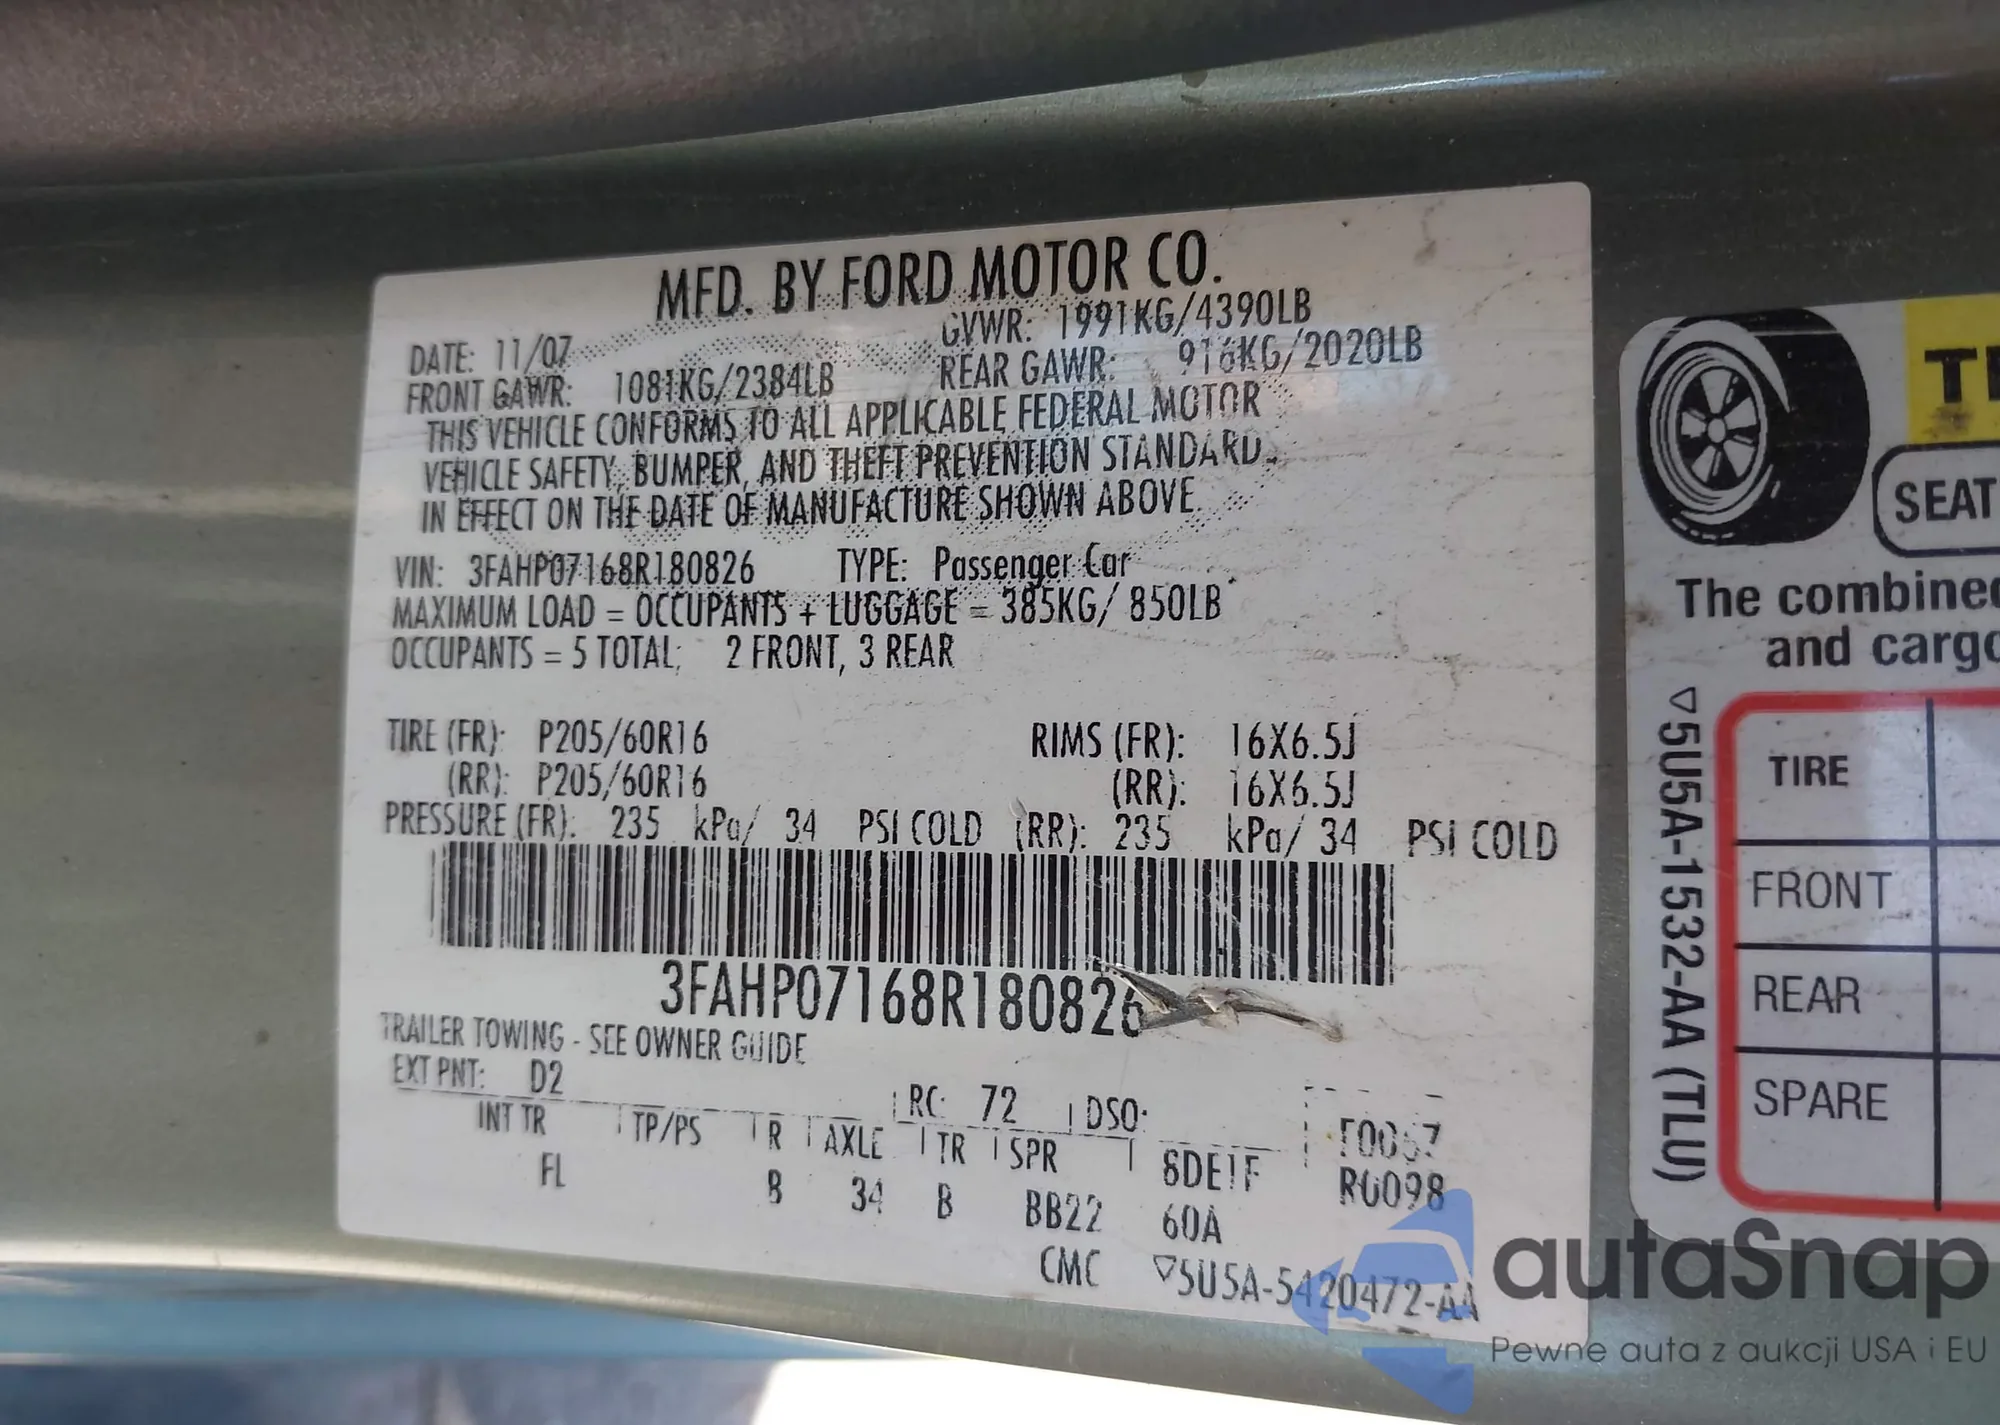 MFD. BY FORD MOTOR CO.
DATE: 11/07 GVWR: 1991KG/4390LB
FRONT GAWR: 1081KG/2384LB REAR GAWR: 916KG/2020LB
THIS VEHICLE CONFORMS TO ALL APPLICABLE FEDERAL MOTOR
VEHICLE SAFETY, BUMPER, AND THEFT PREVENTION STANDARD
IN EFFECT ON THE DATE OF MANUFACTURE SHOWN ABOVE.
VIN: 3FAHP07168R180826 TYPE: Passenger Car
MAXIMUM LOAD = OCCUPANTS + LUGGAGE = 385KG/ 850LB
OCCUPANTS = 5 TOTAL; 2 FRONT, 3 REAR
TIRE (FR): P205/60R16 RIMS (FR): 16X6.5J
(RR): P205/60R16 (RR): 16X6.5J
PRESSURE (FR): 235 kPa/ 34 PSI COLD (RR): 235 kPa/ 34 PSI COLD
3FAHP07168R180826
TRAILER TOWING - SEE OWNER GUIDE
EXT PNT: D2 RC: 72 DSO:
INT TR TP/PS R AXLE TR SPR
FL B 34 B BB22 60A R0098
CMC ▽5U5A-5420472-AA
SEAT
The combined
and cargo
TIRE
FRONT
REAR
SPARE
▽5U5A-1532-AA (TLU)
autaSnap
Pewne auta z aukcji USA i EU